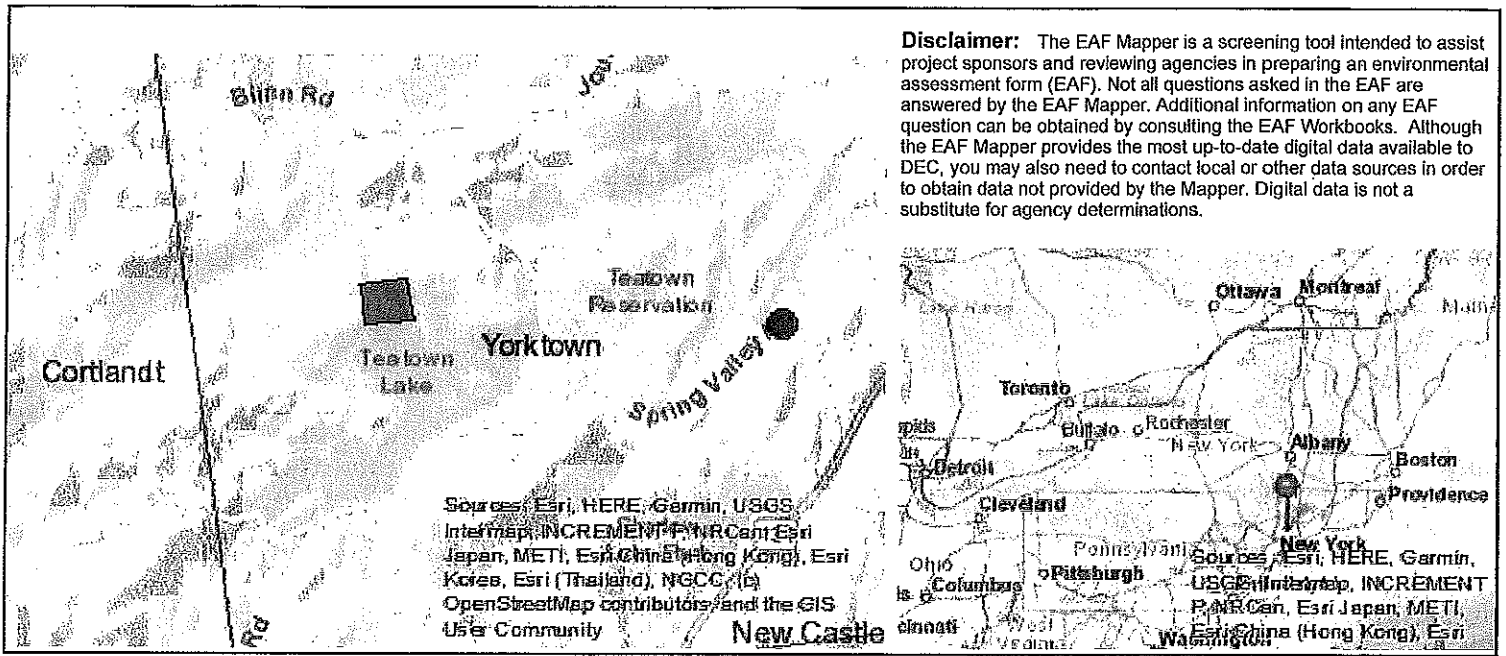 Disclaimer: The EAF Mapper is a screening tool intended to assist
project sponsors and reviewing agencies in preparing an environmental
assessment form (EAF). Not all questions asked in the EAF are
answered by the EAF Mapper. Additional information on any EAF
question can be obtained by consulting the EAF Workbooks. Although
the EAF Mapper provides the most up-to-date digital data available to
DEC, you may also need to contact local or other data sources in order
to obtain data not provided by the Mapper. Digital data is not a
substitute for agency determinations.
Blinn Rd
Teatown
Reservation
Yorktown
Teatown
Lake
Cortlandt
Spring Valley
Rd
New Castle
Sources: Esri, HERE, Garmin, USGS,
Intermap, INCREMENT P, NRCan, Esri
Japan, METI, Esri China (Hong Kong), Esri
Korea, Esri (Thailand), NGCC, (c)
OpenStreetMap contributors, and the GIS
User Community
Ottawa
Montreal
Toronto
Buffalo
Rochester
New York
Albany
Boston
Detroit
Providence
Cleveland
New York
Ohio
Pittsburgh
Columbus
Washington
Sources: Esri, HERE, Garmin,
USGS, Intermap, INCREMENT
P, NRCan, Esri Japan, METI,
Esri China (Hong Kong), Esri